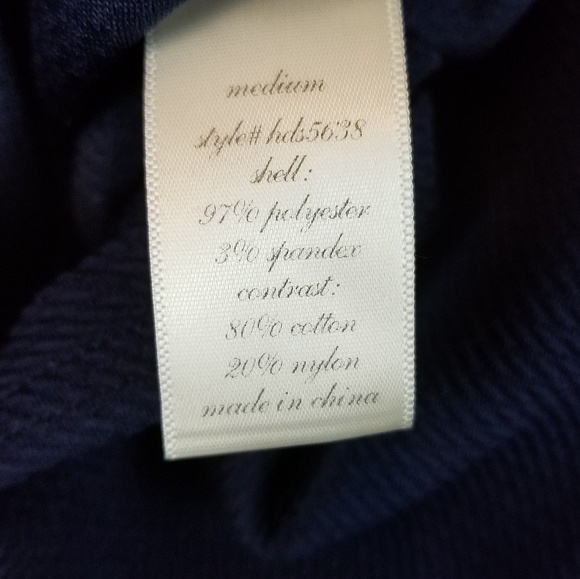 medium
style# hds5638
shell:
97% polyester
3% spandex
contrast:
80% cotton
20% nylon
made in china